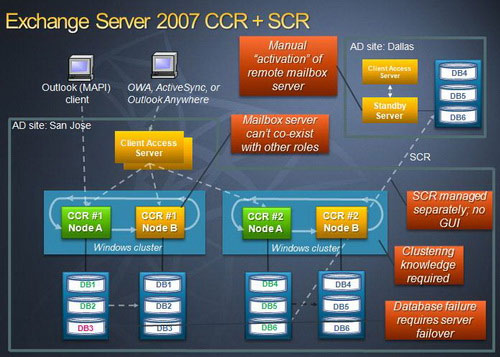 Exchange Server 2007 CCR + SCR
Outlook (MAPI)
client
OWA, ActiveSync, or
Outlook Anywhere
Manual
“activation” of
remote mailbox
server
AD site: Dallas
Client Access
Server
Standby
Server
DB4
DB5
DB6
AD site: San Jose
Client Access
Server
Mailbox server
can't co-exist
with other roles
SCR
CCR #1
Node A
CCR #1
Node B
Windows cluster
CCR #2
Node A
CCR #2
Node B
Windows cluster
SCR managed
separately; no
GUI
Clustering
knowledge
required
Database failure
requires server
failover
DB1
DB2
DB3
DB1
DB2
DB3
DB4
DB5
DB6
DB4
DB5
DB6